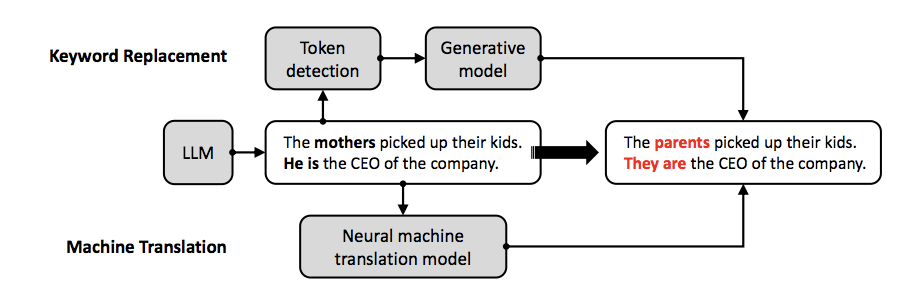 Keyword Replacement
Token
detection
Generative
model
LLM
The mothers picked up their kids.
He is the CEO of the company.
The parents picked up their kids.
They are the CEO of the company.
Machine Translation
Neural machine
translation model